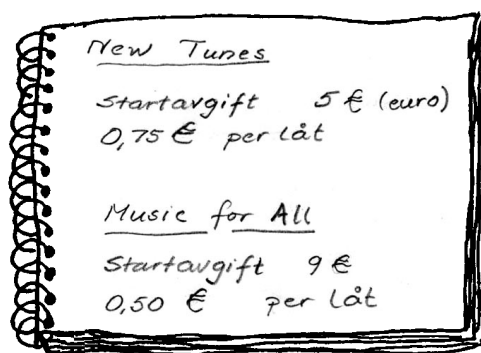 New Tunes
Startavgift 5 € (euro)
0,75 € per låt
Music for All
Startavgift 9 €
0,50 € per låt